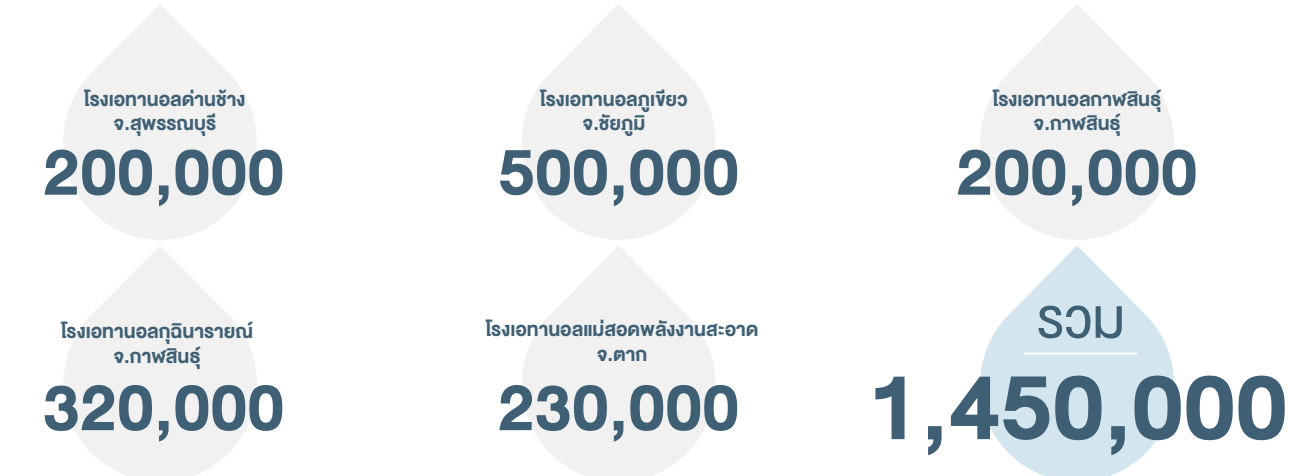 โรงเอทานอลด่านช้าง
จ.สุพรรณบุรี
200,000
โรงเอทานอลภูเขียว
จ.ชัยภูมิ
500,000
โรงเอทานอลกาฬสินธุ์
จ.กาฬสินธุ์
200,000
โรงเอทานอลกุฉินารายณ์
จ.กาฬสินธุ์
320,000
โรงเอทานอลแม่สอดพลังงานสะอาด
จ.ตาก
230,000
รวม
1,450,000